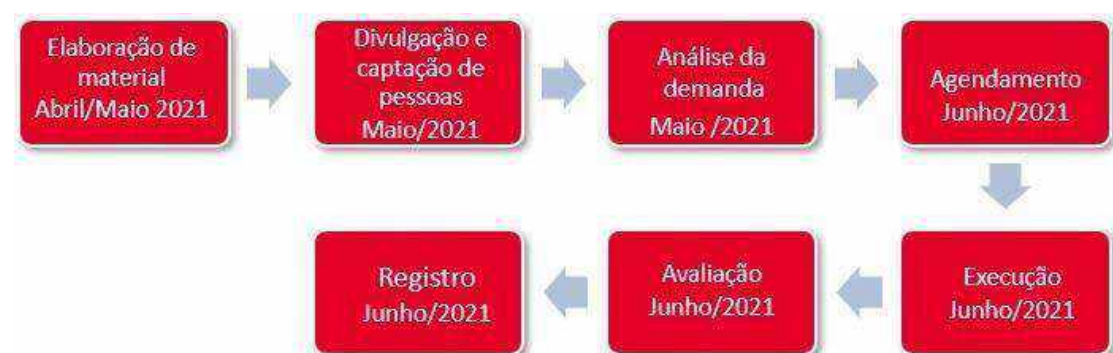 Elaboração de
material
Abril/Maio 2021
Divulgação e
captação de
pessoas
Maio/2021
Análise da
demanda
Maio /2021
Agendamento
Junho/2021
Execução
Junho/2021
Avaliação
Junho/2021
Registro
Junho/2021